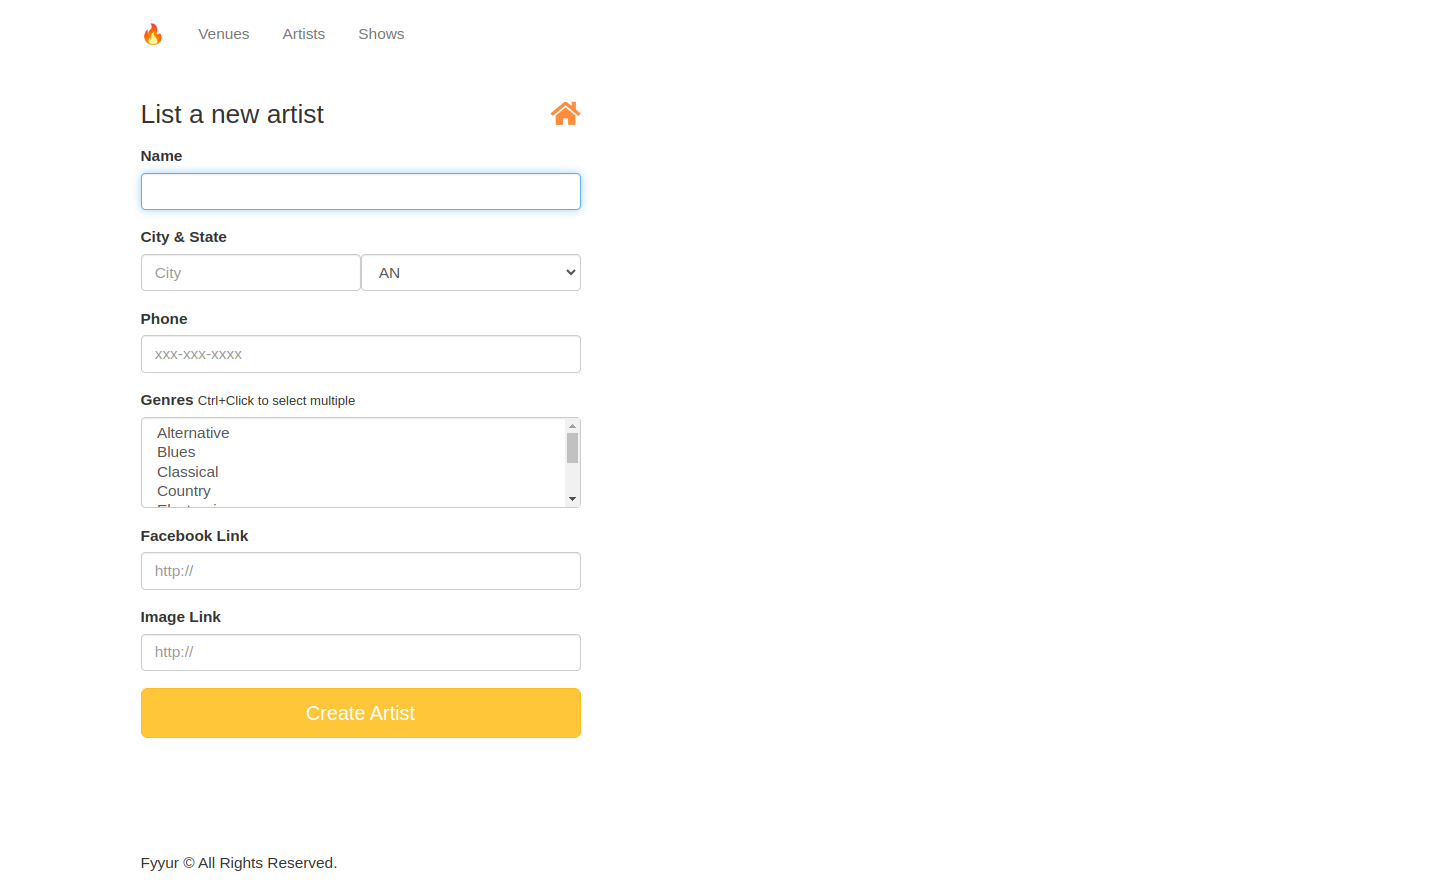 Venues Artists Shows
List a new artist
Name
City & State
City AN
Phone
xxx-xxx-xxxx
Genres Ctrl+Click to select multiple
Alternative
Blues
Classical
Country
Facebook Link
http://
Image Link
http://
Create Artist
Fyyur © All Rights Reserved.